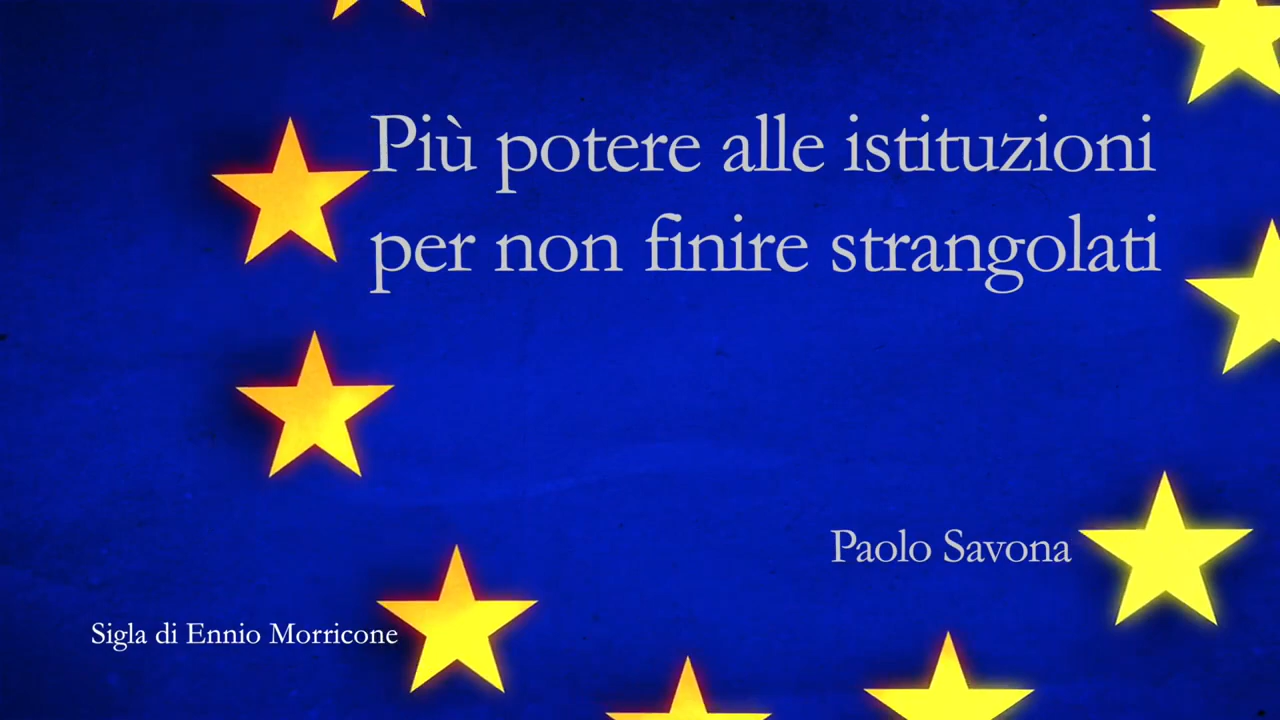 Più potere alle istituzioni
per non finire strangolati
Paolo Savona
Sigla di Ennio Morricone